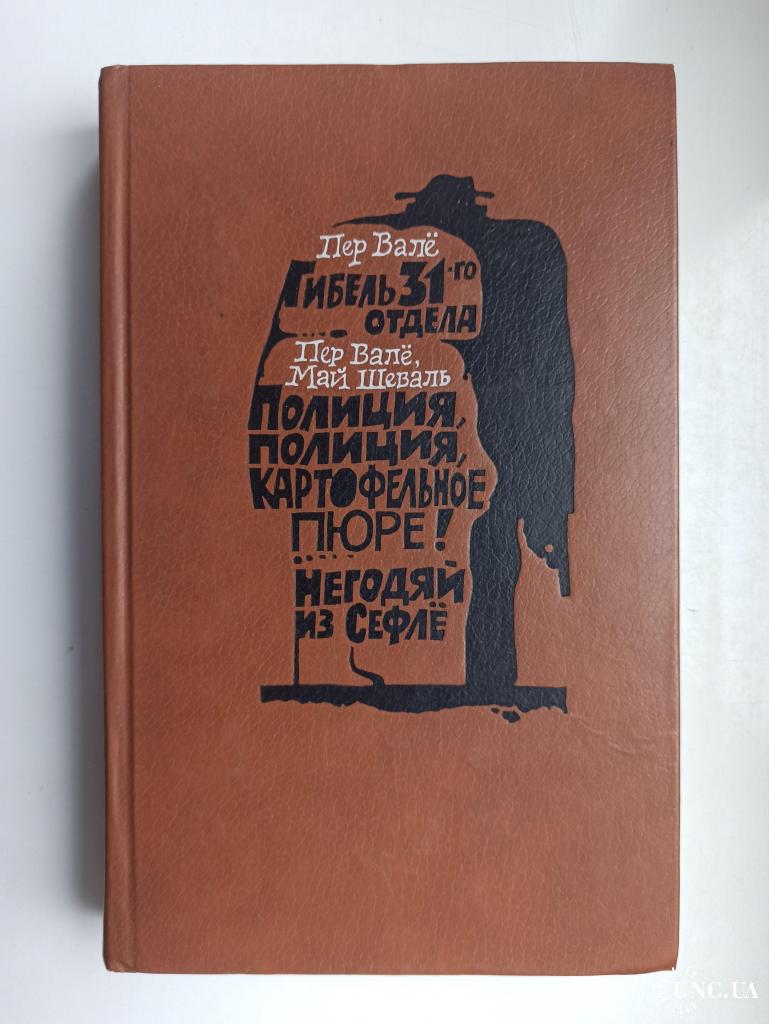 Пер Валё
Гибель 31-го
отдела
Пер Валё,
Май Шеваль
Полиция,
полиция,
картофельное
пюре!
Негодяй
из Сефлё
UNC.UA